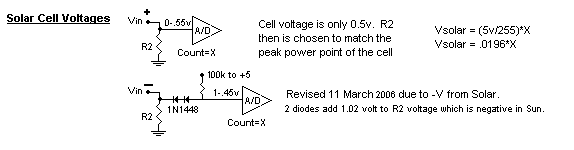 Solar Cell Voltages
Vin
+
0-.55v
A/D
R2
Count=X
Cell voltage is only 0.5v. R2
then is chosen to match the
peak power point of the cell
Vsolar = (5v/255)*X
Vsolar = .0196*X
100k to +5
Vin
−
1-.45v
A/D
R2
1N1448
Count=X
Revised 11 March 2006 due to -V from Solar.
2 diodes add 1.02 volt to R2 voltage which is negative in Sun.